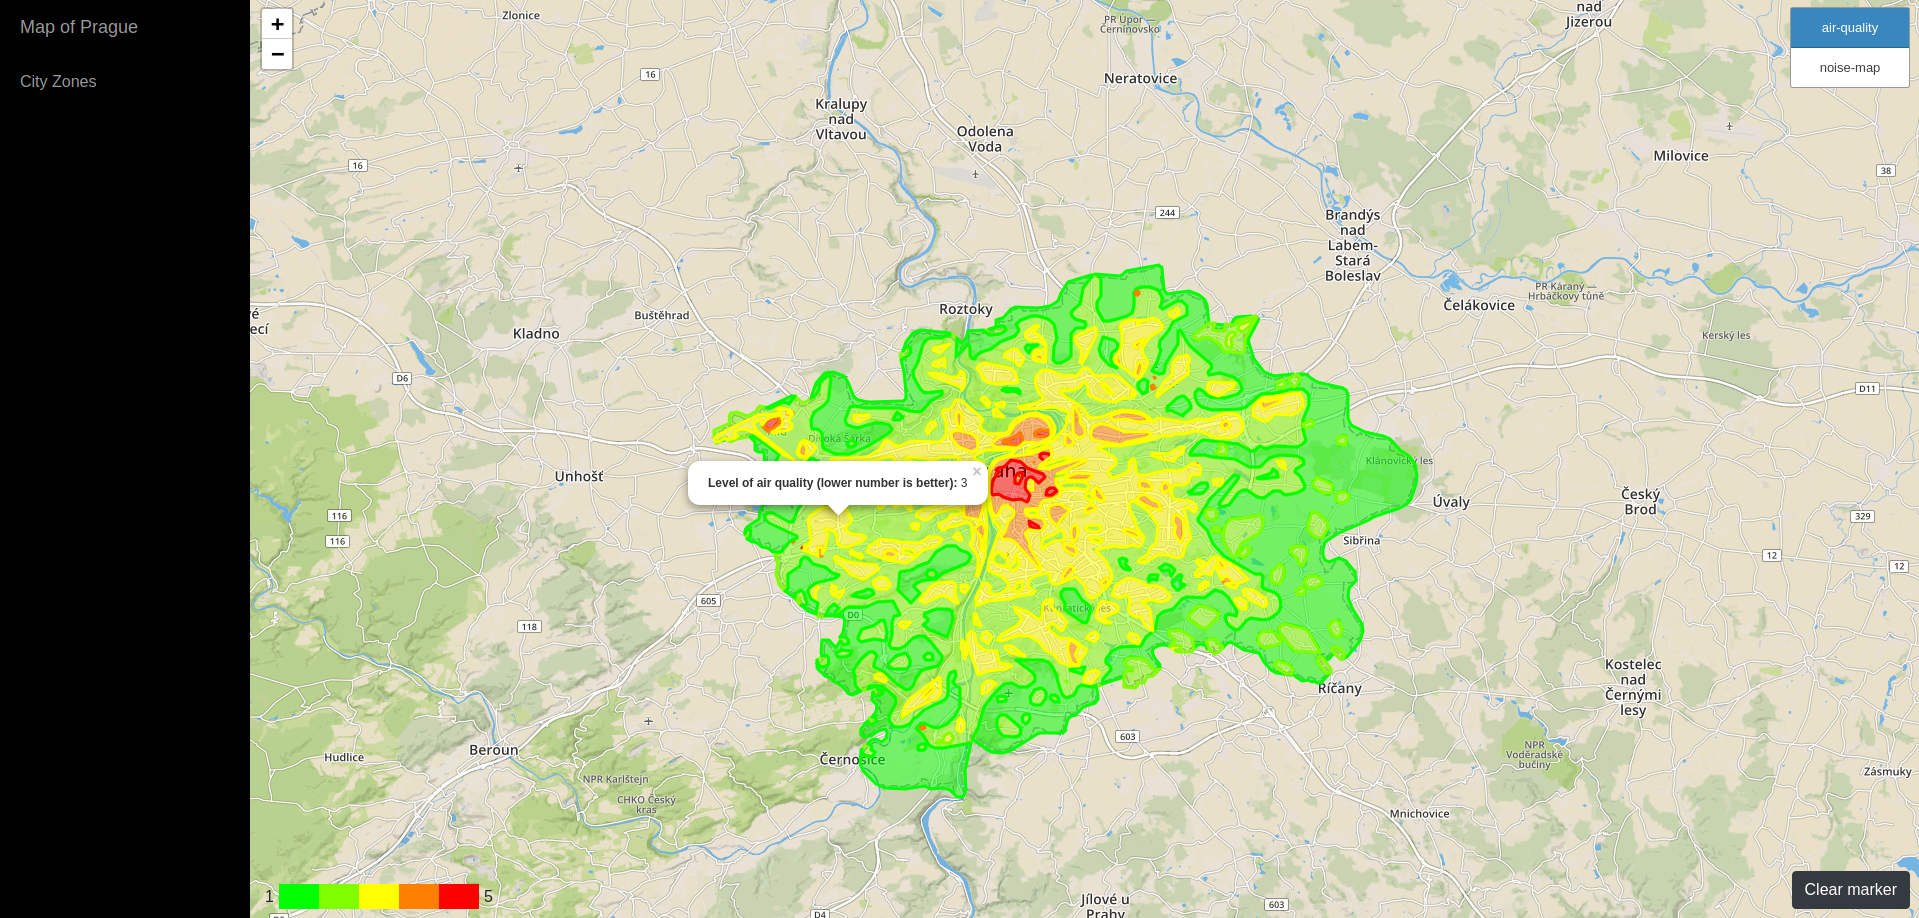 Map of Prague
City Zones
+
−
air-quality
noise-map
Zlonice
PR Úpor —
Černínovsko
nad
Jizerou
16
Neratovice
Kralupy
nad
Vltavou
Odolena
Voda
Milovice
16
38
244
Brandýs
nad
Labem-
Stará
Boleslav
PR Káraný —
Hrbáčkovy tůně
Čelákovice
Roztoky
Buštěhrad
Kladno
Kerský les
D6
D11
Divoká Šárka
Klánovický les
Unhošť
Level of air quality (lower number is better): 3
×
Úvaly
Český
Brod
116
329
116
Sibřina
12
12
605
D0
Kunratický les
118
Kostelec
nad
Černými
lesy
Říčany
603
Beroun
Hudlice
Černošice
NPR
Voděradské
bučiny
Zásmuky
NPR Karlštejn
CHKO Český
kras
Mnichovice
1
5
Clear marker
Jílové u
Prahy
603
D4